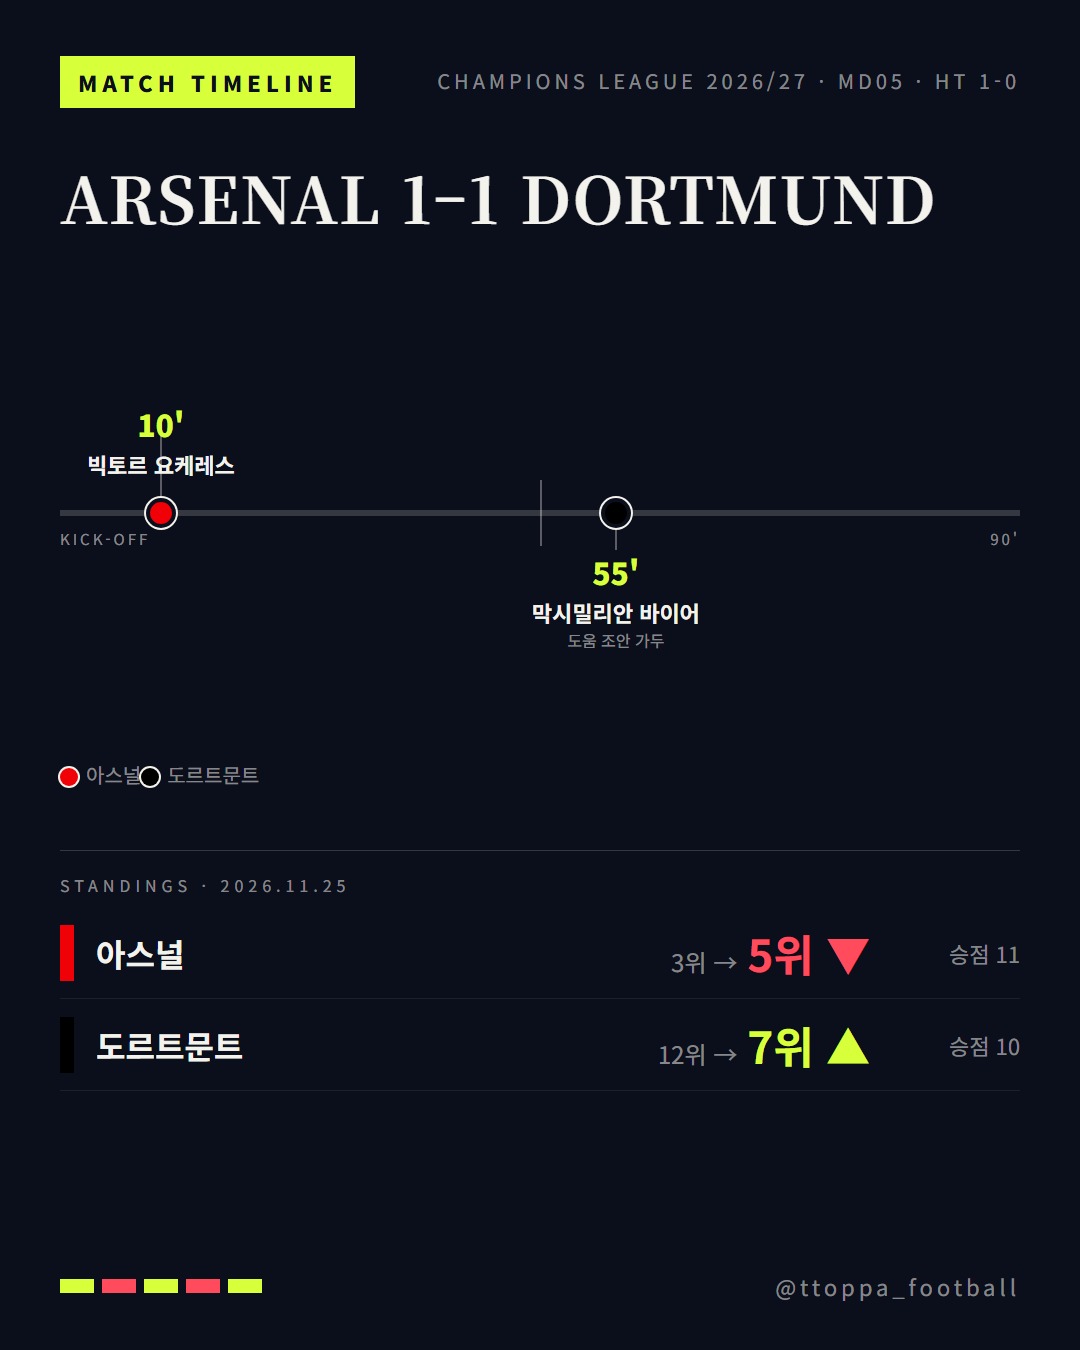 MATCH TIMELINE
CHAMPIONS LEAGUE 2026/27 · MD05 · HT 1-0
ARSENAL 1–1 DORTMUND
10'
빅토르 요케레스
KICK-OFF
90'
55'
막시밀리안 바이어
도움 조안 가두
아스널 도르트문트
STANDINGS · 2026.11.25
아스널 3위 → 5위 ▼ 승점 11
도르트문트 12위 → 7위 ▲ 승점 10
@ttoppa_football